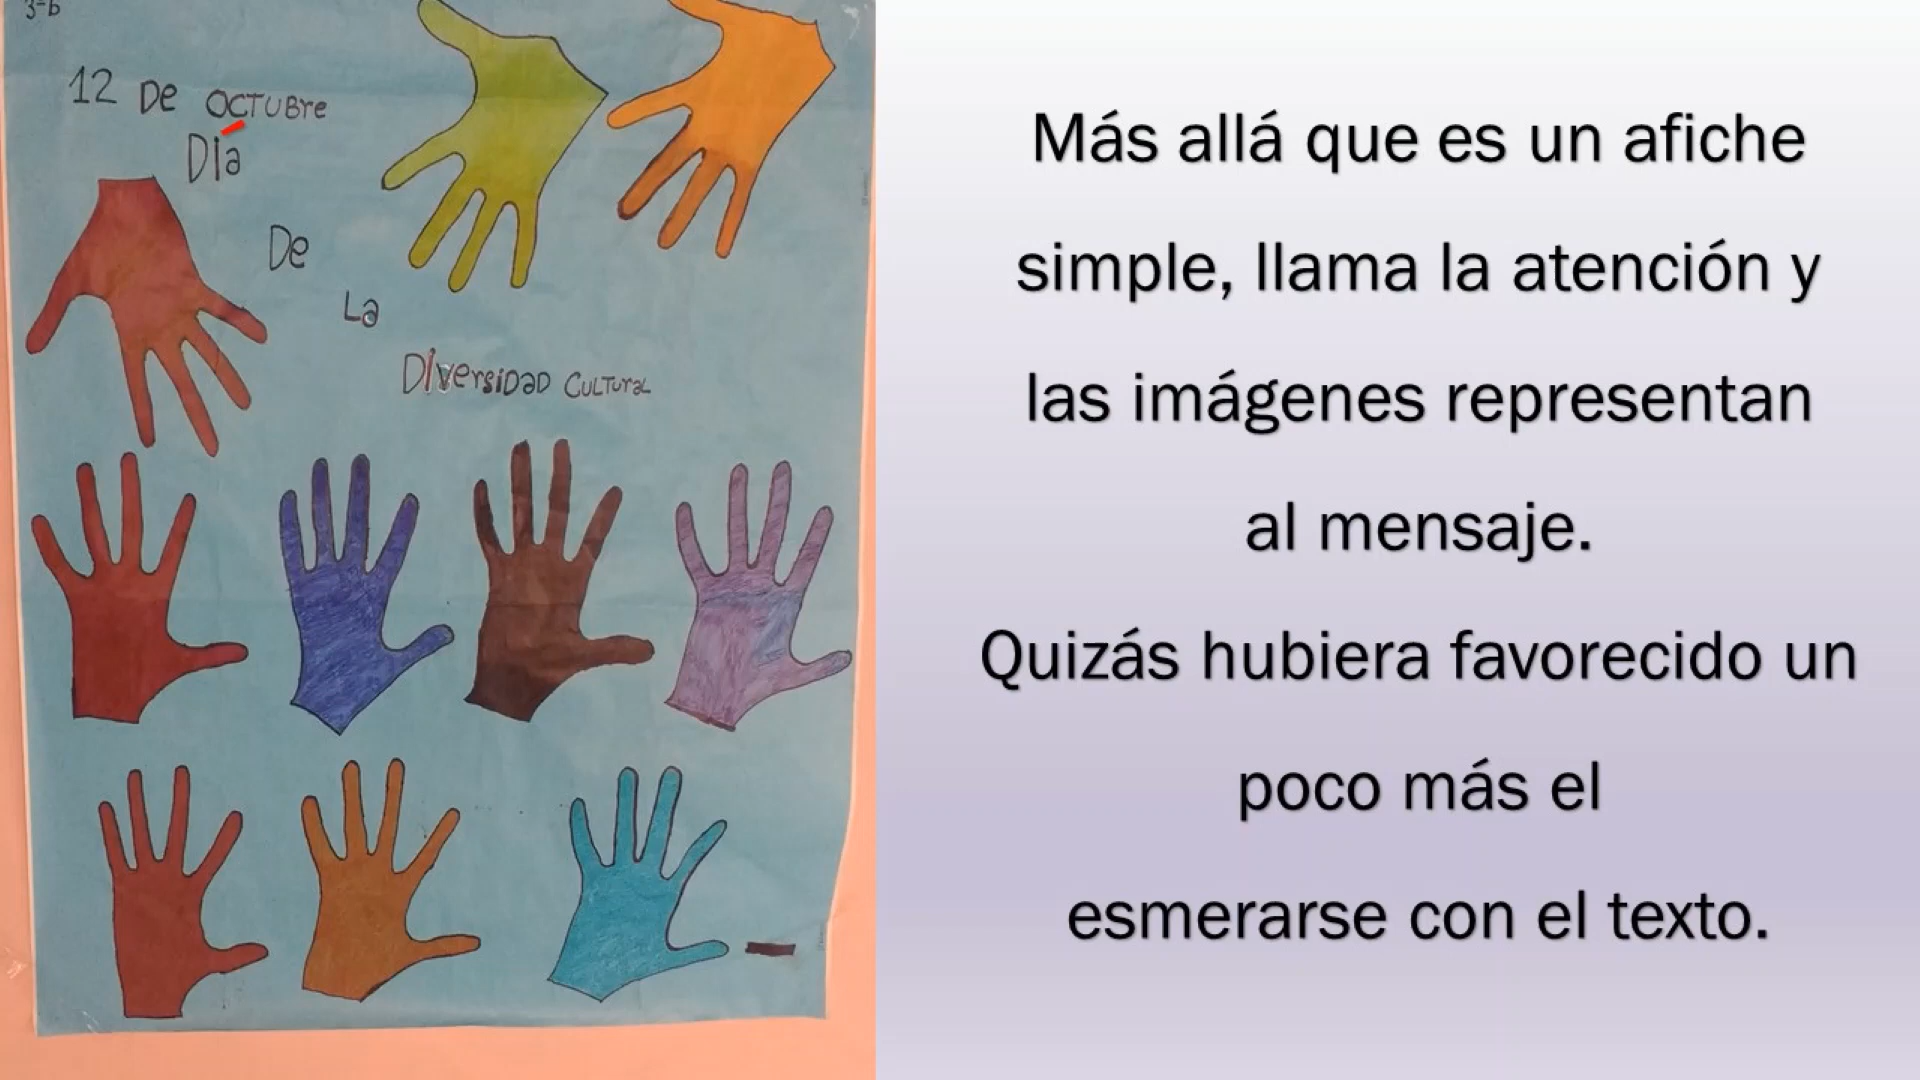 3=b
12 De OCTUBre
Día
De
La
DIversiDaD CULTUraL
Más allá que es un afiche
simple, llama la atención y
las imágenes representan
al mensaje.
Quizás hubiera favorecido un
poco más el
esmerarse con el texto.